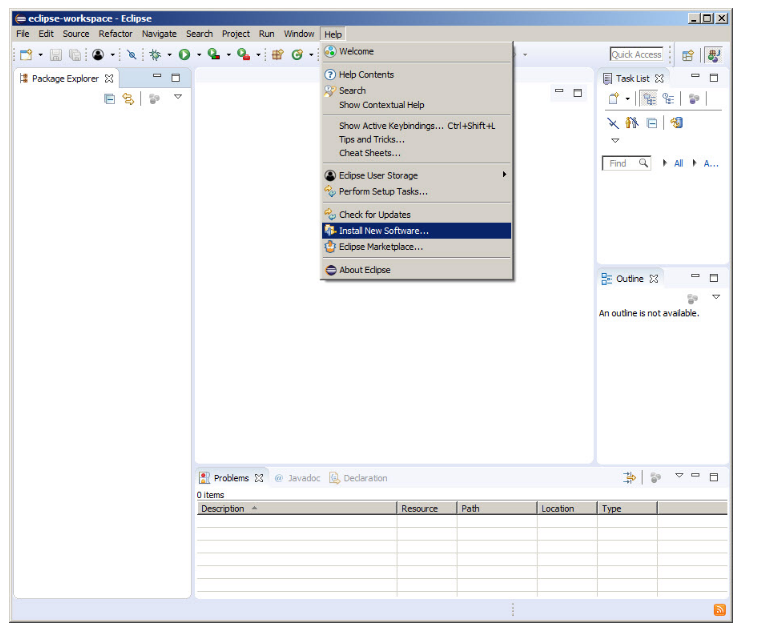 eclipse-workspace - Eclipse
File Edit Source Refactor Navigate Search Project Run Window Help
Quick Access
Package Explorer
Welcome
Help Contents
Search
Show Contextual Help
Show Active Keybindings... Ctrl+Shift+L
Tips and Tricks...
Cheat Sheets...
Eclipse User Storage
Perform Setup Tasks...
Check for Updates
Install New Software...
Eclipse Marketplace...
About Eclipse
Task List
Find All A...
Outline
An outline is not available.
Problems @ Javadoc Declaration
0 items
Description Resource Path Location Type